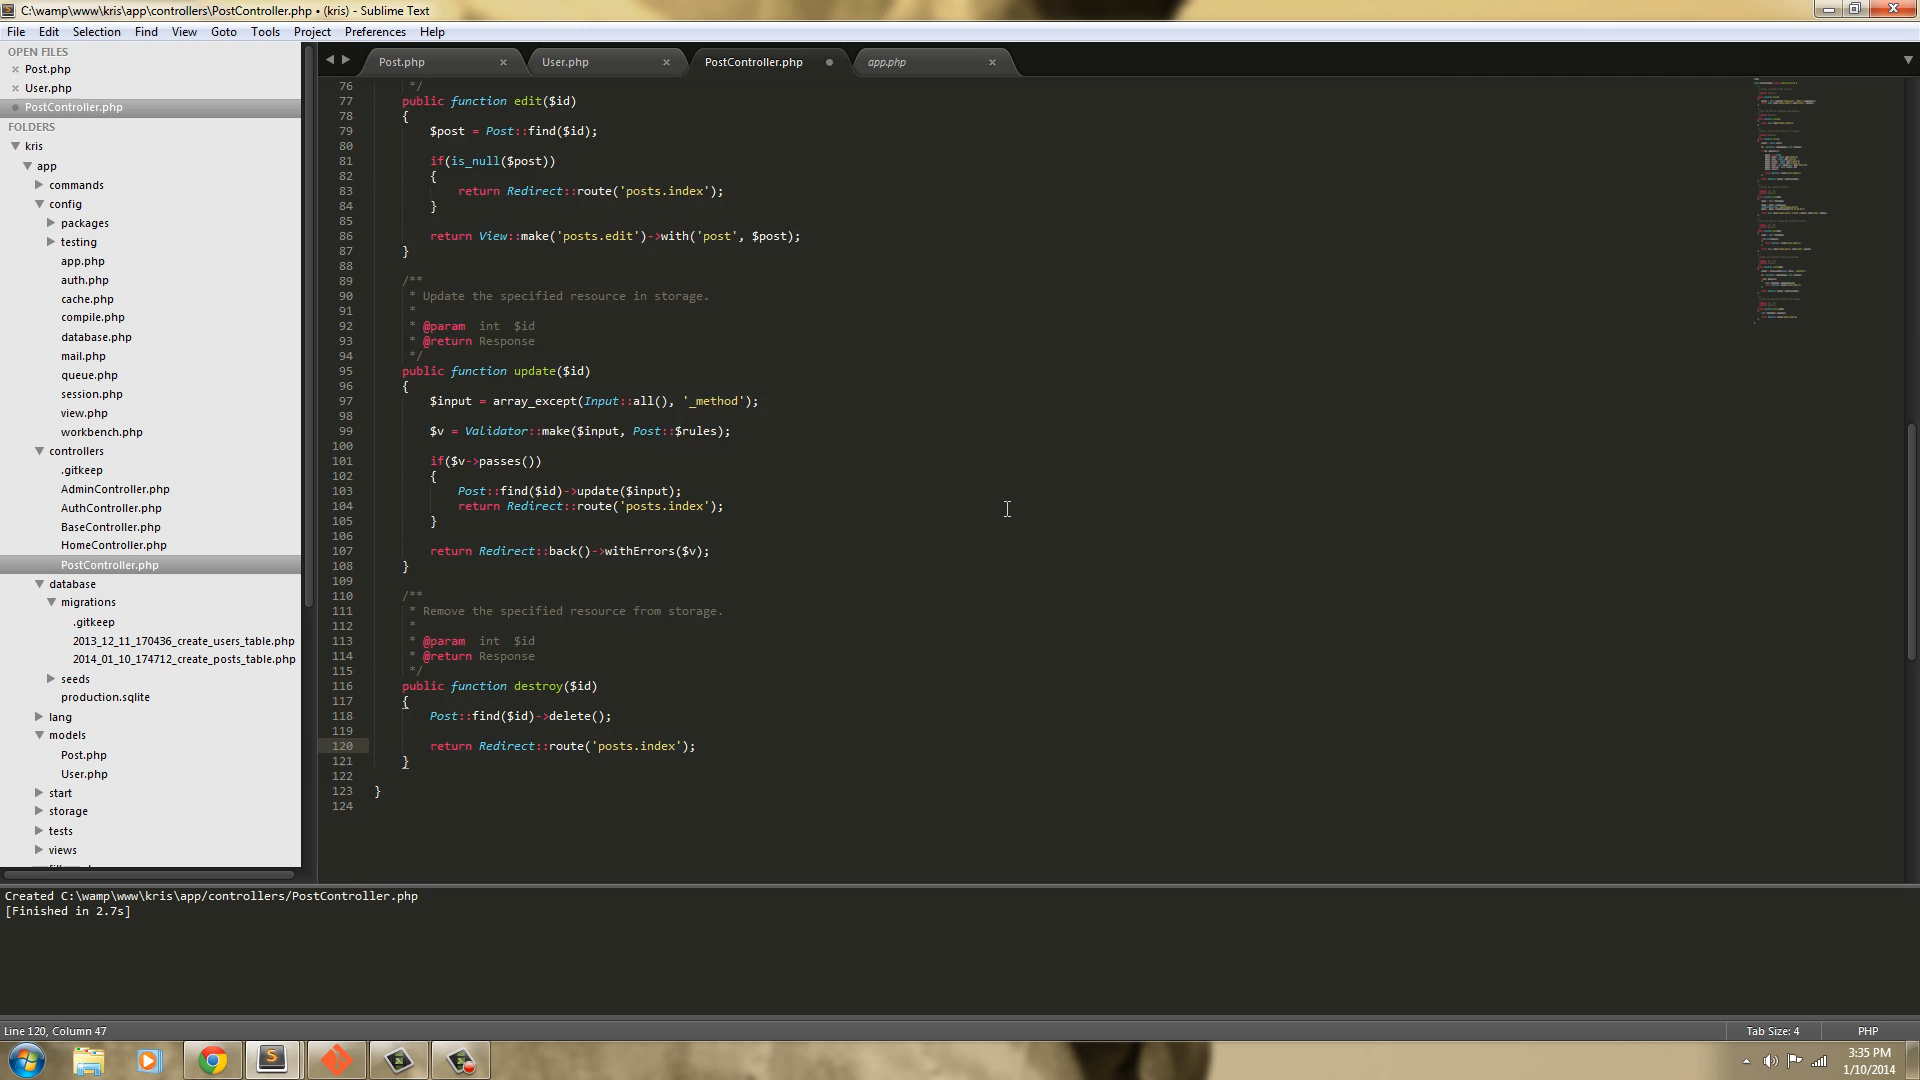 C:\wamp\www\kris\app\controllers\PostController.php • (kris) - Sublime Text
File Edit Selection Find View Goto Tools Project Preferences Help
OPEN FILES
Post.php
User.php
PostController.php
FOLDERS
kris
app
commands
config
packages
testing
app.php
auth.php
cache.php
compile.php
database.php
mail.php
queue.php
session.php
view.php
workbench.php
controllers
.gitkeep
AdminController.php
AuthController.php
BaseController.php
HomeController.php
PostController.php
database
migrations
.gitkeep
2013_12_11_170436_create_users_table.php
2014_01_10_174712_create_posts_table.php
seeds
production.sqlite
lang
models
Post.php
User.php
start
storage
tests
views
Post.php User.php PostController.php app.php
76 */
77 public function edit($id)
78 {
79 $post = Post::find($id);
80
81 if(is_null($post))
82 {
83 return Redirect::route('posts.index');
84 }
85
86 return View::make('posts.edit')->with('post', $post);
87 }
88
89 /**
90 * Update the specified resource in storage.
91 *
92 * @param int $id
93 * @return Response
94 */
95 public function update($id)
96 {
97 $input = array_except(Input::all(), '_method');
98
99 $v = Validator::make($input, Post::$rules);
100
101 if($v->passes())
102 {
103 Post::find($id)->update($input);
104 return Redirect::route('posts.index');
105 }
106
107 return Redirect::back()->withErrors($v);
108 }
109
110 /**
111 * Remove the specified resource from storage.
112 *
113 * @param int $id
114 * @return Response
115 */
116 public function destroy($id)
117 {
118 Post::find($id)->delete();
119
120 return Redirect::route('posts.index');
121 }
122
123 }
124
Created C:\wamp\www\kris\app/controllers/PostController.php
[Finished in 2.7s]
Line 120, Column 47
Tab Size: 4
PHP
3:35 PM
1/10/2014